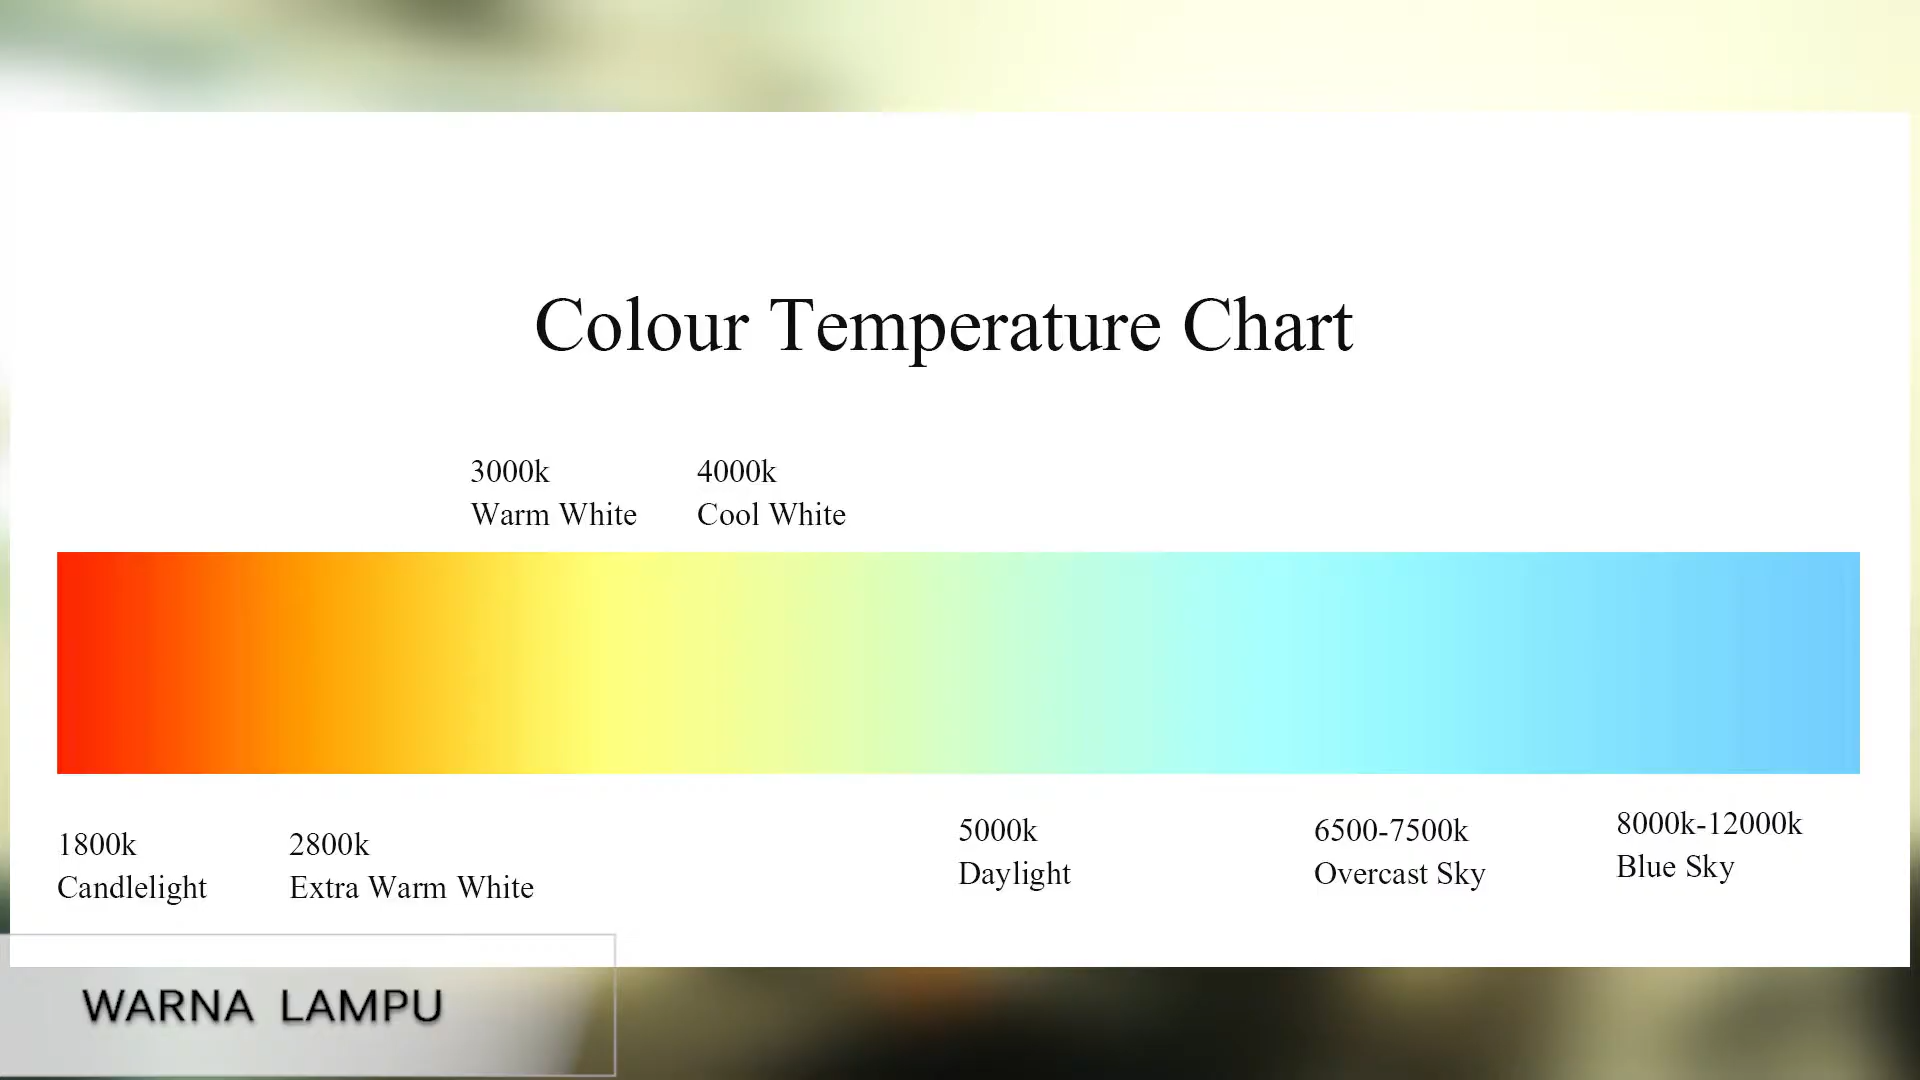 Colour Temperature Chart
3000k
Warm White
4000k
Cool White
1800k
Candlelight
2800k
Extra Warm White
5000k
Daylight
6500-7500k
Overcast Sky
8000k-12000k
Blue Sky
WARNA LAMPU